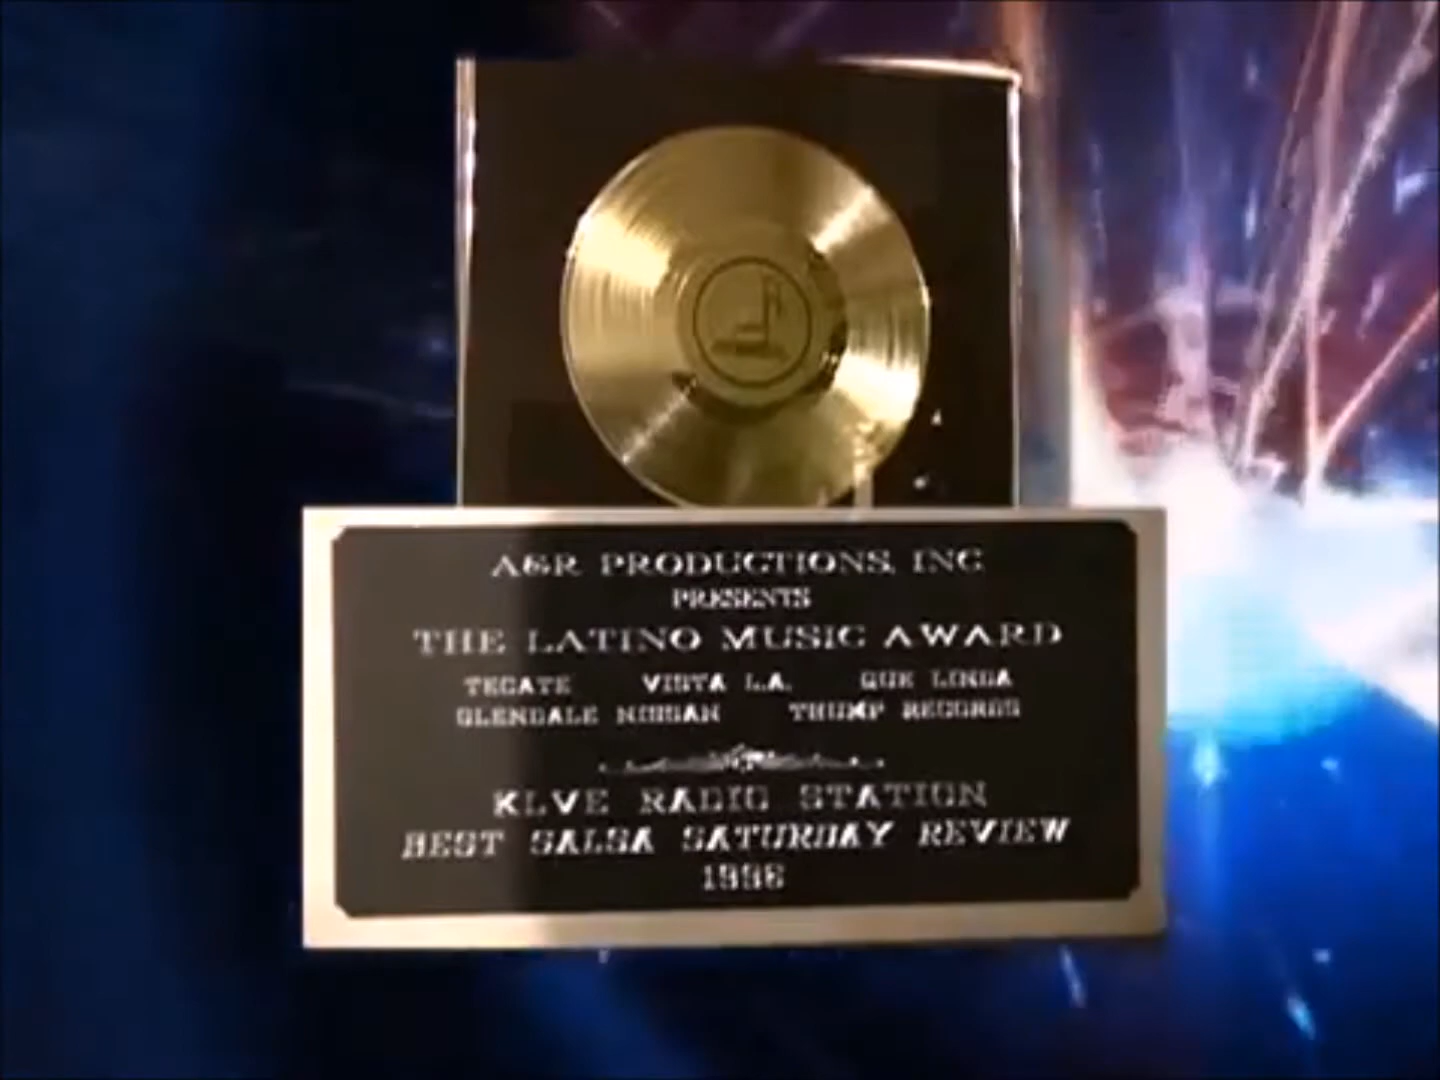 A&R PRODUCTIONS, INC
PRESENTS
THE LATINO MUSIC AWARD
TECATE VISTA L.A. QUE LINDA
GLENDALE NISSAN THUMP RECORDS
KLVE RADIO STATION
BEST SALSA SATURDAY REVIEW